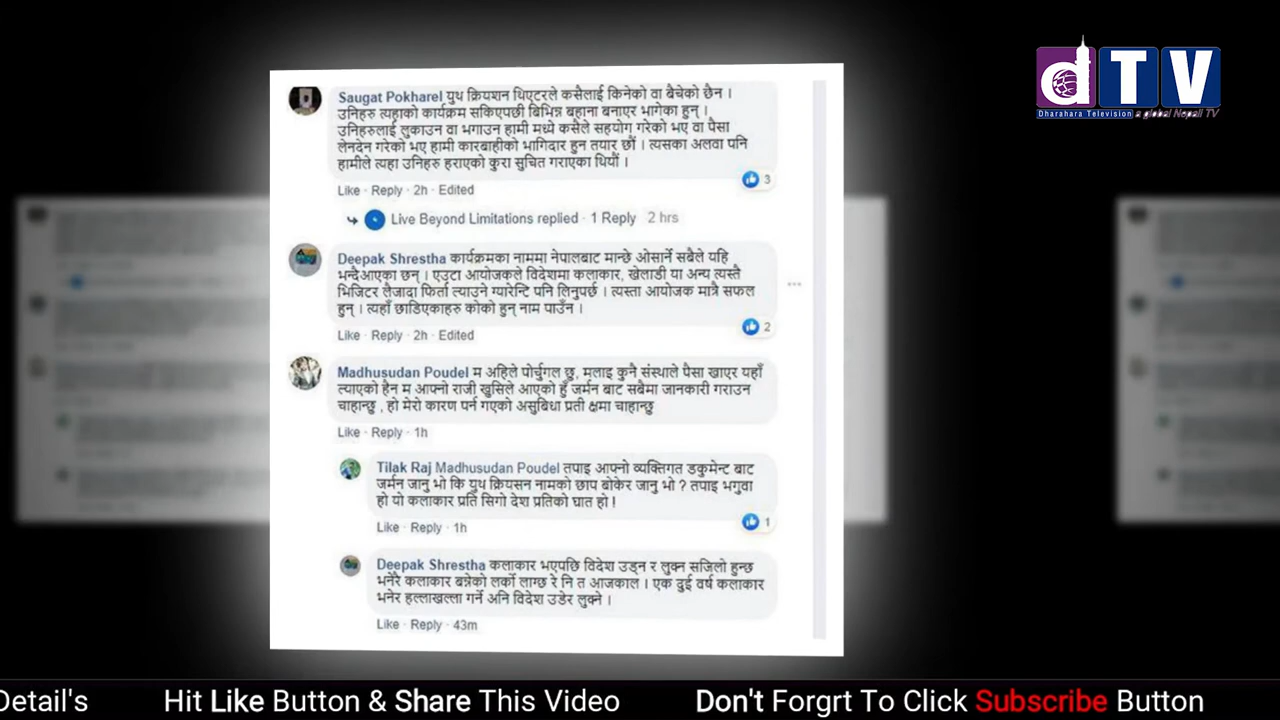 dTV
Dharahara Television a global Nepali TV
Saugat Pokharel युथ क्रियशन थिएटरले कसैलाई किनेको वा बैचेको छैन ।
उनिहरु त्यहाको कार्यक्रम सकिएपछी बिभिन्न बहाना बनाएर भागेका हुन् ।
उनिहरुलाई लुकाउन वा भगाउन हामी मध्ये कसैले सहयोग गरेको भए वा पैसा
लेनदेन गरेको भए हामी कारबाहीको भागिदार हुन तयार छौं । त्यसका अलवा पनि
हामीले त्यहा उनिहरु हराएको कुरा सुचित गराएका थियौं ।
3
Like · Reply · 2h · Edited
Live Beyond Limitations replied · 1 Reply 2 hrs
Deepak Shrestha कार्यक्रमका नाममा नेपालबाट मान्छे ओसार्ने सबैले यहि
भन्दैआएका छन् । एउटा आयोजकले विदेशमा कलाकार, खेलाडी या अन्य त्यस्तै
भिजिटर लैजादा फिर्ता त्याउने ग्यारेन्टि पनि लिनुपर्छ । त्यस्ता आयोजक मात्रै सफल
हुन् । त्यहाँ छाडिएकाहरु कोको हुन् नाम पाउँन ।
2
Like · Reply · 2h · Edited
Madhusudan Poudel म अहिले पोर्चुगल छु, मलाइ कुनै संस्थाले पैसा खाएर यहाँ
ल्याएको हैन म आफ्नो राजी खुसिले आएको हुँ जर्मन बाट सबैमा जानकारी गराउन
चाहान्छु , हो मेरो कारण पर्न गएको असुबिधा प्रती क्षमा चाहान्छु
Like · Reply · 1h
Tilak Raj Madhusudan Poudel तपाइ आफ्नो व्यक्तिगत डकुमेन्ट बाट
जर्मन जानु भो कि युथ क्रियसन नामको छाप बोकेर जानु भो ? तपाइ भगुवा
हो यो कलाकार प्रति सिगो देश प्रतिको घात हो !
1
Like · Reply · 1h
Deepak Shrestha कलाकार भएपछि विदेश उड्न र लुक्न सजिलो हुन्छ
भनेरै कलाकार बन्नेको लर्को लाग्छ रे नि त आजकाल । एक दुई वर्ष कलाकार
भनेर हल्लाखल्ला गर्ने अनि विदेश उडेर लुक्ने ।
Like · Reply · 43m
Detail's Hit Like Button & Share This Video Don't Forgrt To Click Subscribe Button